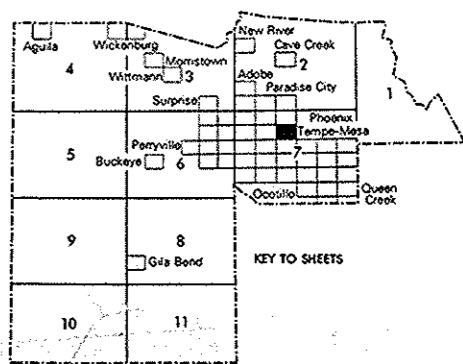 Aguila
Wickenburg
New River
Cave Creek
Morristown
4
3
2
Wittmann
Adobe
Paradise City
1
Surprise
Phoenix
Tempe-Mesa
Perryville
5
7
Buckeye
6
Ocotillo
Queen
Creek
9
8
Gila Bend
KEY TO SHEETS
10
11